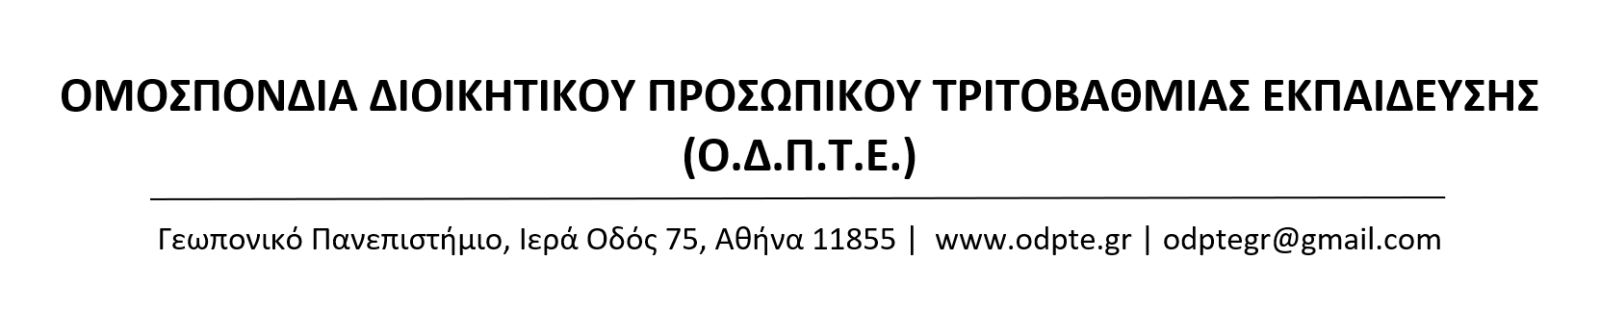 ΟΜΟΣΠΟΝΔΙΑ ΔΙΟΙΚΗΤΙΚΟΥ ΠΡΟΣΩΠΙΚΟΥ ΤΡΙΤΟΒΑΘΜΙΑΣ ΕΚΠΑΙΔΕΥΣΗΣ
(Ο.Δ.Π.Τ.Ε.)
Γεωπονικό Πανεπιστήμιο, Ιερά Οδός 75, Αθήνα 11855 | www.odpte.gr | odptegr@gmail.com